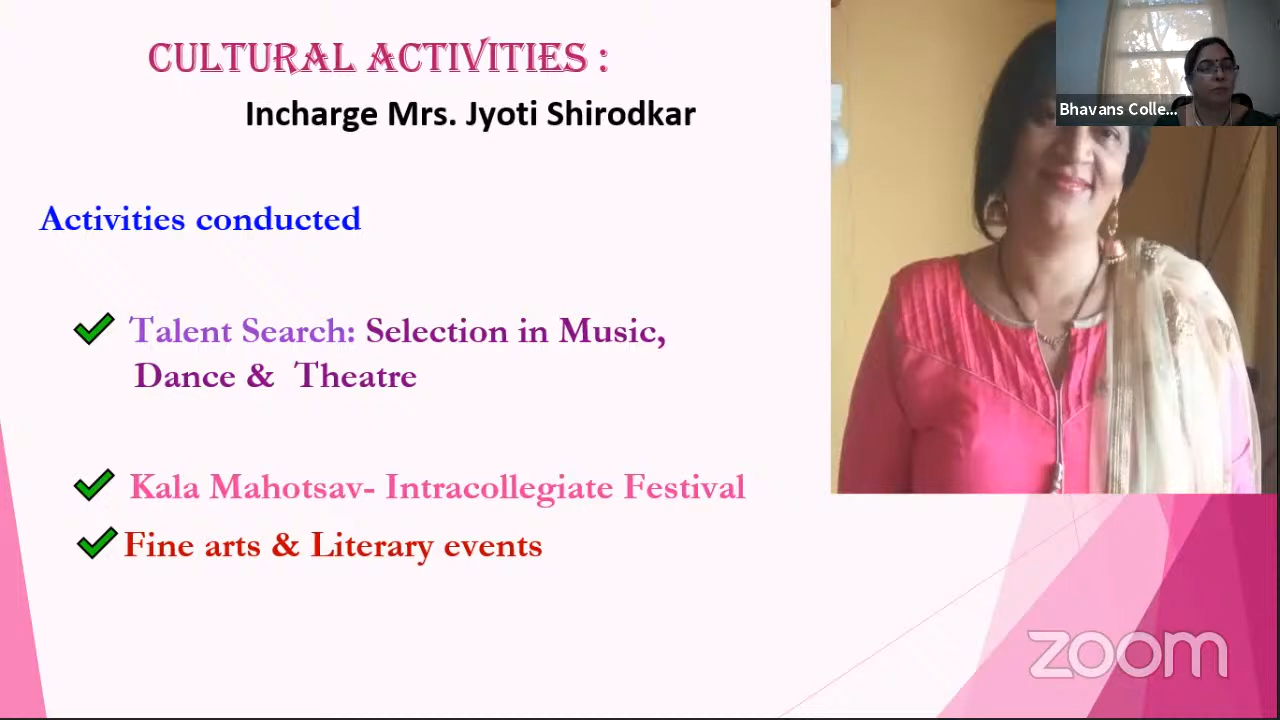 CULTURAL ACTIVITIES :
Incharge Mrs. Jyoti Shirodkar
Bhavans Colle...
Activities conducted
Talent Search: Selection in Music,
Dance & Theatre
Kala Mahotsav- Intracollegiate Festival
Fine arts & Literary events
zoom